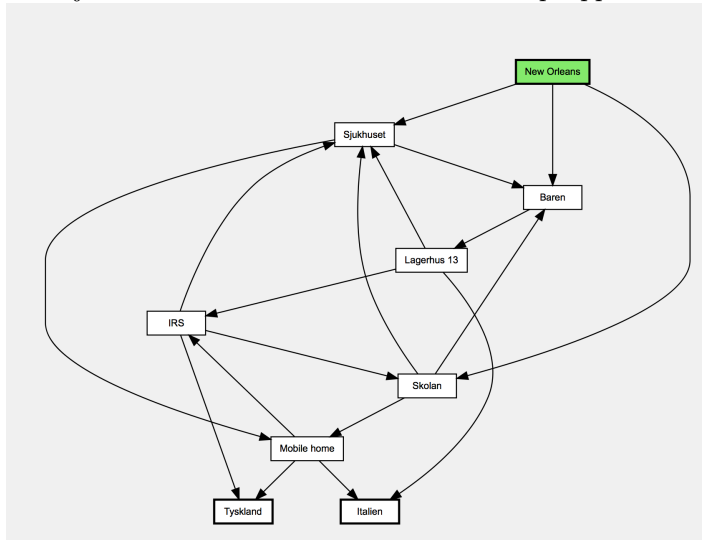 New Orleans
Sjukhuset
Baren
Lagerhus 13
IRS
Skolan
Mobile home
Tyskland
Italien